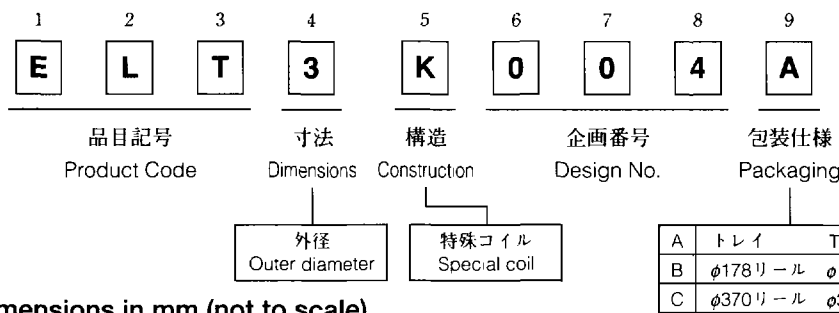 1 2 3 4 5 6 7 8 9
E L T 3 K 0 0 4 A
品目記号 寸法 構造 企画番号 包装仕様
Product Code Dimensions Construction Design No. Packaging
外径 特殊コイル
Outer diameter Special coil
A トレイ T
B φ178リール φ
C φ370リール φ3
mensions in mm (not to scale)